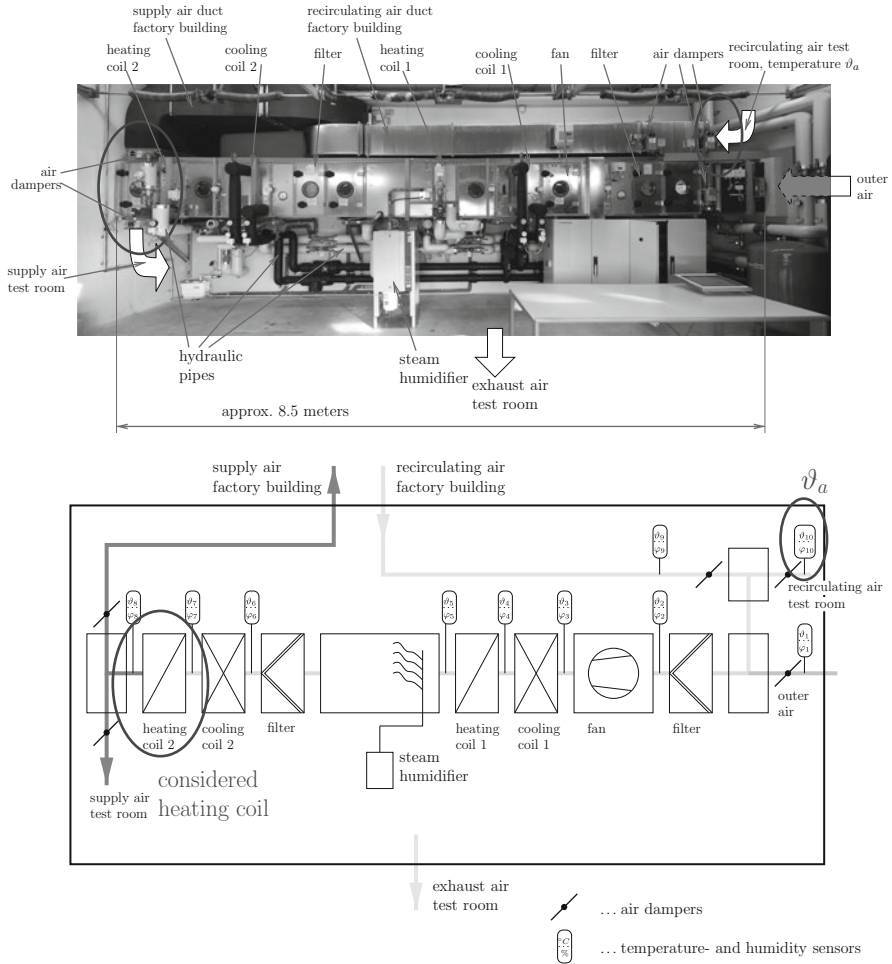 supply air duct
factory building
recirculating air duct
factory building
heating
coil 2
cooling
coil 2
filter
heating
coil 1
cooling
coil 1
fan
filter
air dampers
recirculating air test
room, temperature ϑₐ
air
dampers
outer
air
supply air
test room
hydraulic
pipes
steam
humidifier
exhaust air
test room
approx. 8.5 meters
supply air
factory building
recirculating air
factory building
ϑₐ
ϑ₉
φ₉
ϑ₁₀
φ₁₀
recirculating air
test room
ϑ₈
φ₈
ϑ₇
φ₇
ϑ₆
φ₆
ϑ₅
φ₅
ϑ₄
φ₄
ϑ₃
φ₃
ϑ₂
φ₂
ϑ₁
φ₁
outer
air
heating
coil 2
cooling
coil 2
filter
heating
coil 1
cooling
coil 1
fan
filter
steam
humidifier
considered
heating coil
supply air
test room
exhaust air
test room
... air dampers
°C
%
... temperature- and humidity sensors